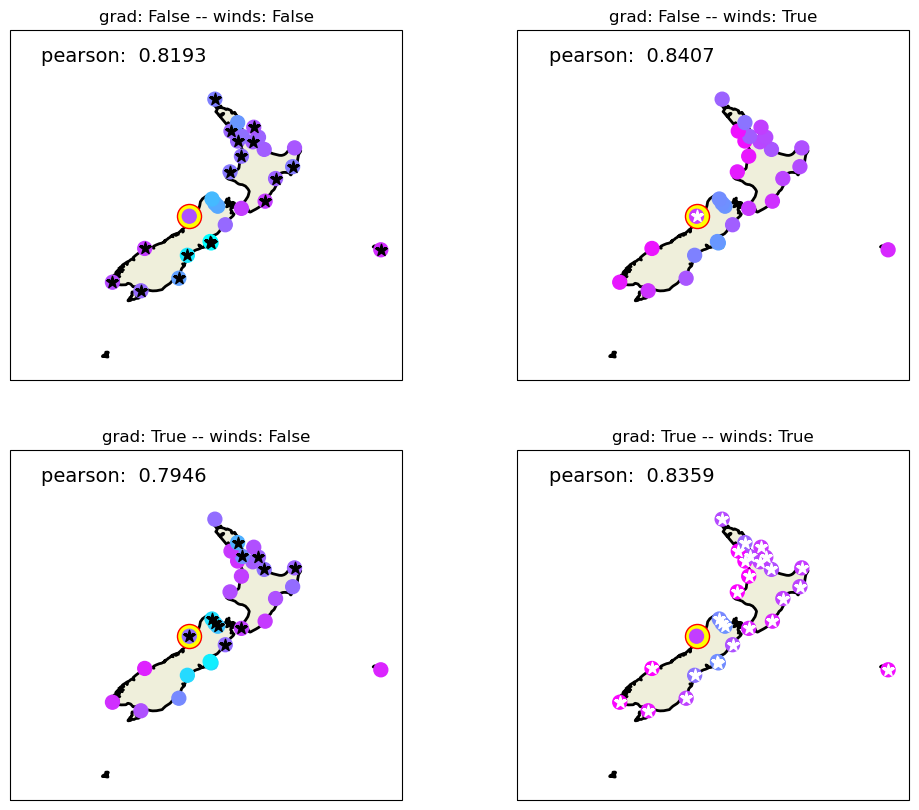 grad: False -- winds: False
pearson:  0.8193
grad: False -- winds: True
pearson:  0.8407
grad: True -- winds: False
pearson:  0.7946
grad: True -- winds: True
pearson:  0.8359